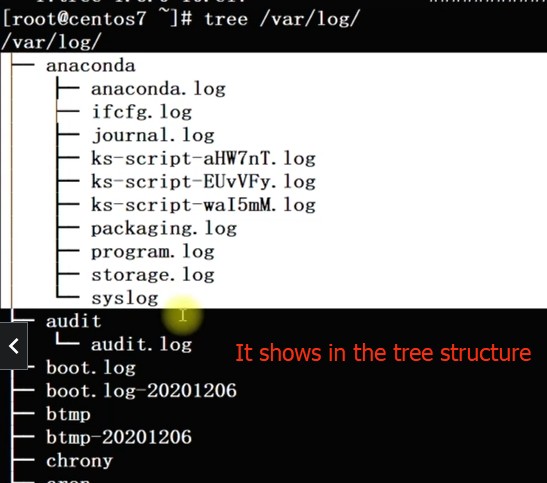 [root@centos7 ~]# tree /var/log/
/var/log/
├── anaconda
│   ├── anaconda.log
│   ├── ifcfg.log
│   ├── journal.log
│   ├── ks-script-aHW7nT.log
│   ├── ks-script-EUvVFy.log
│   ├── ks-script-waI5mM.log
│   ├── packaging.log
│   ├── program.log
│   ├── storage.log
│   └── syslog
├── audit
│   └── audit.log
It shows in the tree structure
├── boot.log
├── boot.log-20201206
├── btmp
├── btmp-20201206
├── chrony